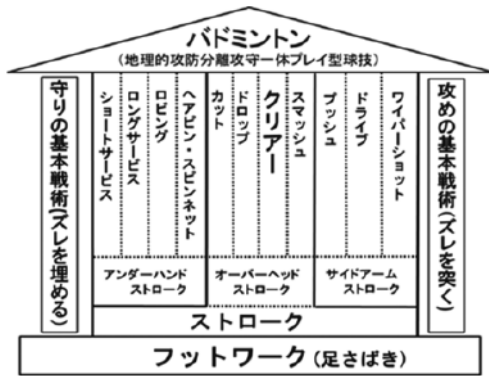 バドミントン
(地理的攻防分離攻守一体プレイ型球技)
守りの基本戦術(ズレを埋める)
ショートサービス
ロングサービス
ロビング
ヘアピン・スピンネット
カット
ドロップ
クリアー
スマッシュ
プッシュ
ドライブ
ワイパーショット
攻めの基本戦術(ズレを突く)
アンダーハンド
ストローク
オーバーヘッド
ストローク
サイドアーム
ストローク
ストローク
フットワーク(足さばき)